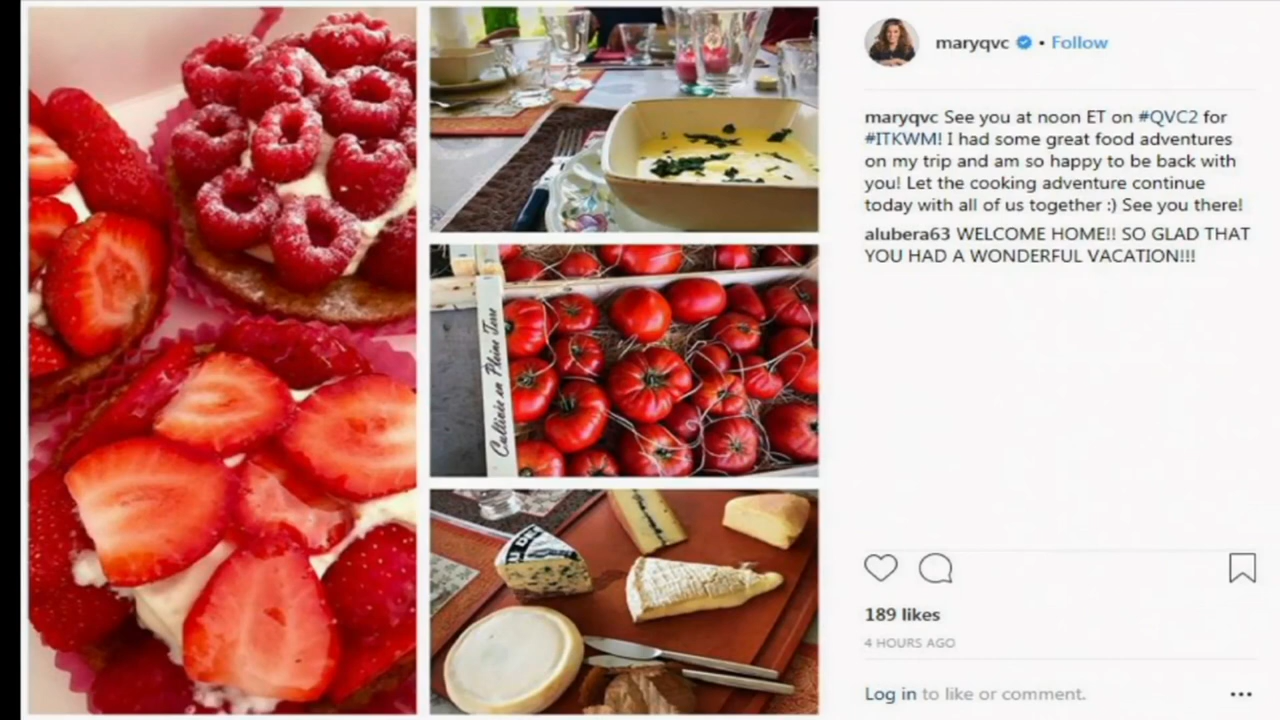 maryqvc • Follow
maryqvc See you at noon ET on #QVC2 for
#ITKWM! I had some great food adventures
on my trip and am so happy to be back with
you! Let the cooking adventure continue
today with all of us together :) See you there!
alubera63 WELCOME HOME!! SO GLAD THAT
YOU HAD A WONDERFUL VACATION!!!
189 likes
4 HOURS AGO
Log in to like or comment.
Cultivée en Pleine Terre